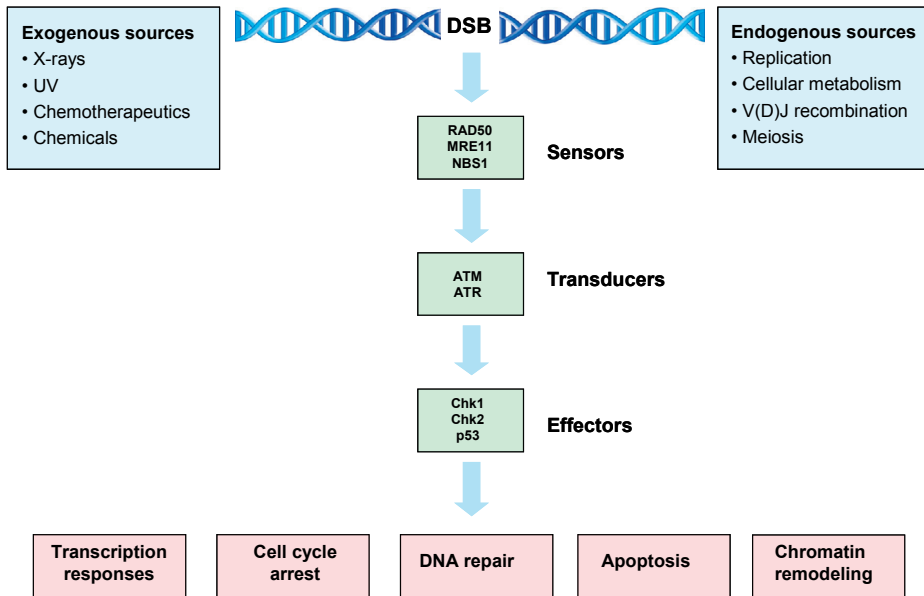 Exogenous sources
• X-rays
• UV
• Chemotherapeutics
• Chemicals
DSB
Endogenous sources
• Replication
• Cellular metabolism
• V(D)J recombination
• Meiosis
RAD50
MRE11
NBS1
Sensors
ATM
ATR
Transducers
Chk1
Chk2
p53
Effectors
Transcription
responses
Cell cycle
arrest
DNA repair
Apoptosis
Chromatin
remodeling